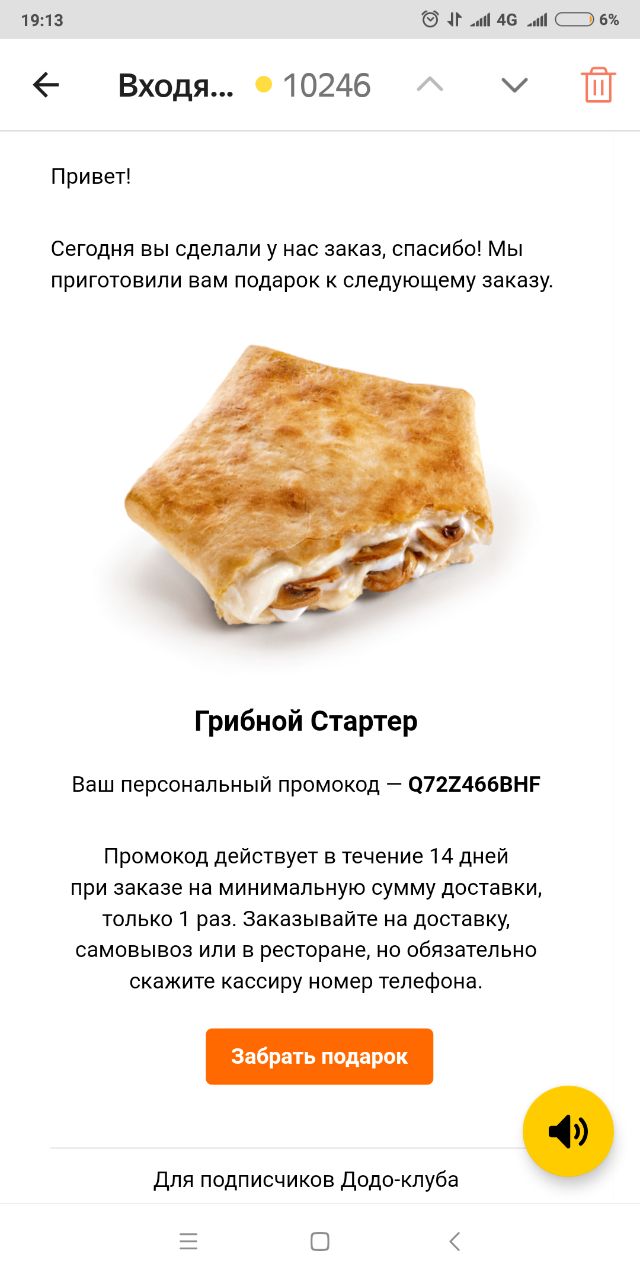 19:13
4G
6%
Входя...
10246
Привет!
Сегодня вы сделали у нас заказ, спасибо! Мы
приготовили вам подарок к следующему заказу.
Грибной Стартер
Ваш персональный промокод — Q72Z466BHF
Промокод действует в течение 14 дней
при заказе на минимальную сумму доставки,
только 1 раз. Заказывайте на доставку,
самовывоз или в ресторане, но обязательно
скажите кассиру номер телефона.
Забрать подарок
Для подписчиков Додо-клуба